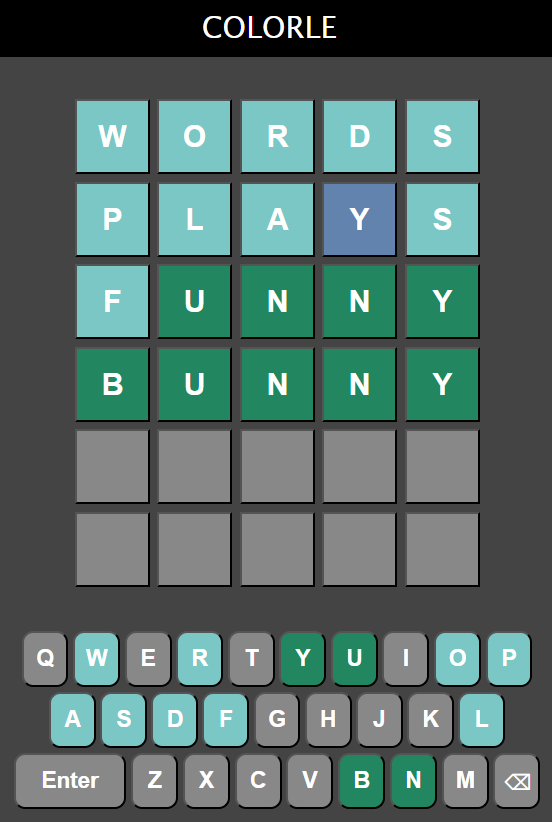 COLORLE
W O R D S
P L A Y S
F U N N Y
B U N N Y
Q W E R T Y U I O P
A S D F G H J K L
Enter Z X C V B N M ⌫